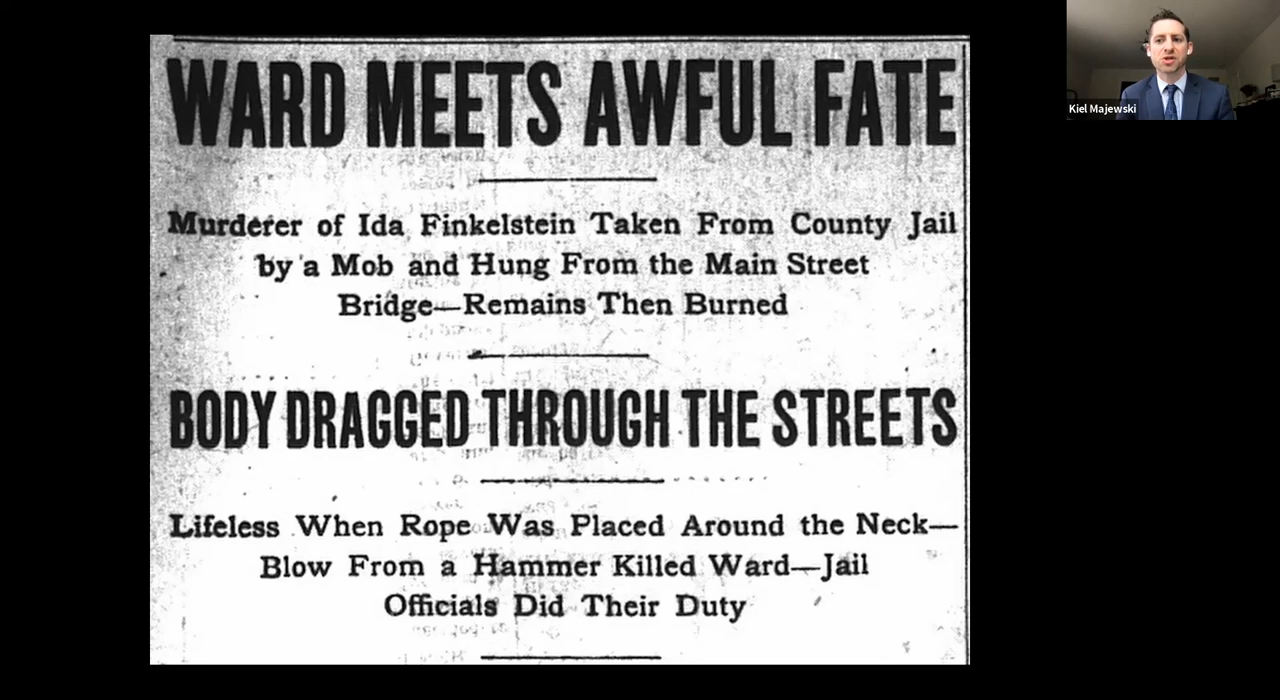 WARD MEETS AWFUL FATE
Murderer of Ida Finkelstein Taken From County Jail
by a Mob and Hung From the Main Street
Bridge—Remains Then Burned
BODY DRAGGED THROUGH THE STREETS
Lifeless When Rope Was Placed Around the Neck—
Blow From a Hammer Killed Ward—Jail
Officials Did Their Duty
Kiel Majewski